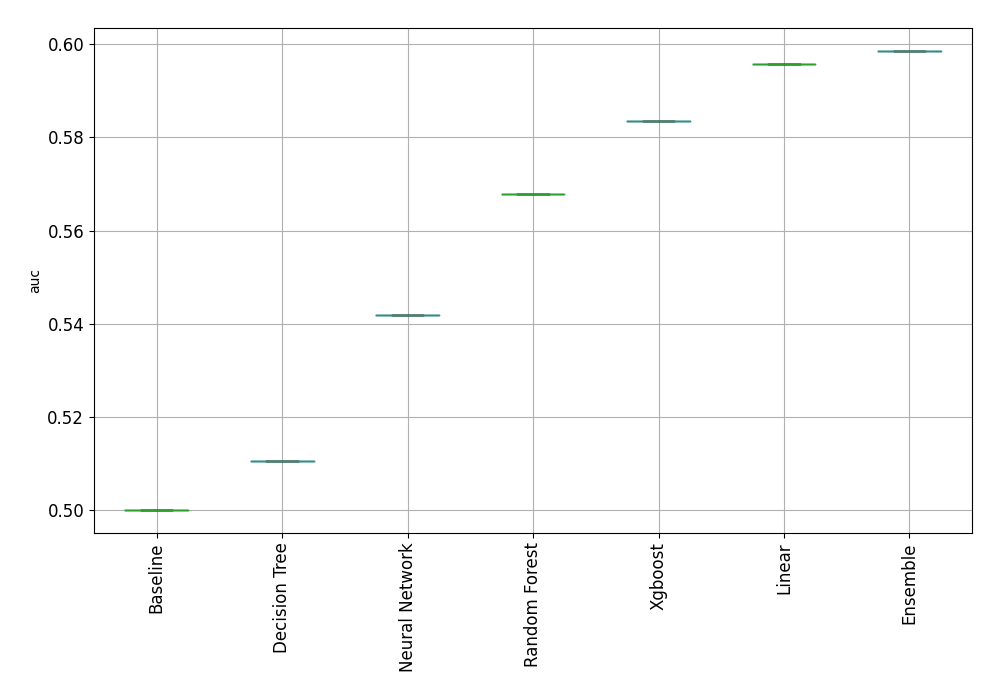 0.60
0.58
0.56
0.54
0.52
0.50
auc
Baseline
Decision Tree
Neural Network
Random Forest
Xgboost
Linear
Ensemble